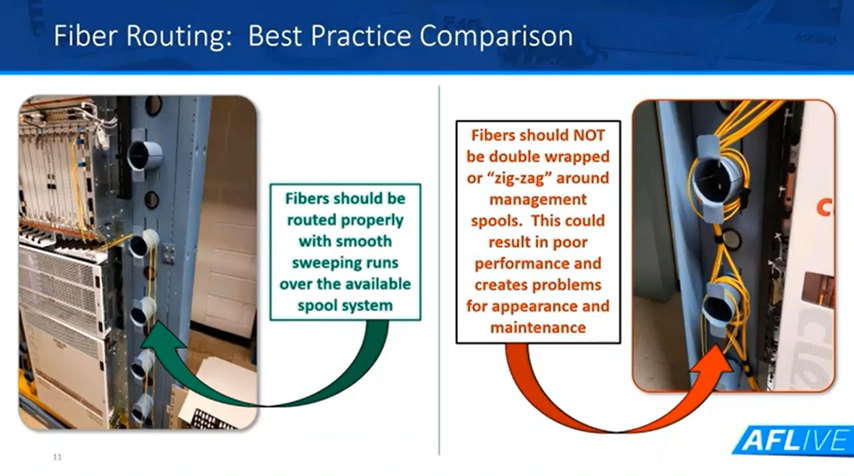 Fiber Routing:  Best Practice Comparison
Fibers should be
routed properly
with smooth
sweeping runs
over the available
spool system
Fibers should NOT
be double wrapped
or “zig-zag” around
management
spools.  This could
result in poor
performance and
creates problems
for appearance and
maintenance
11
AFLIVE